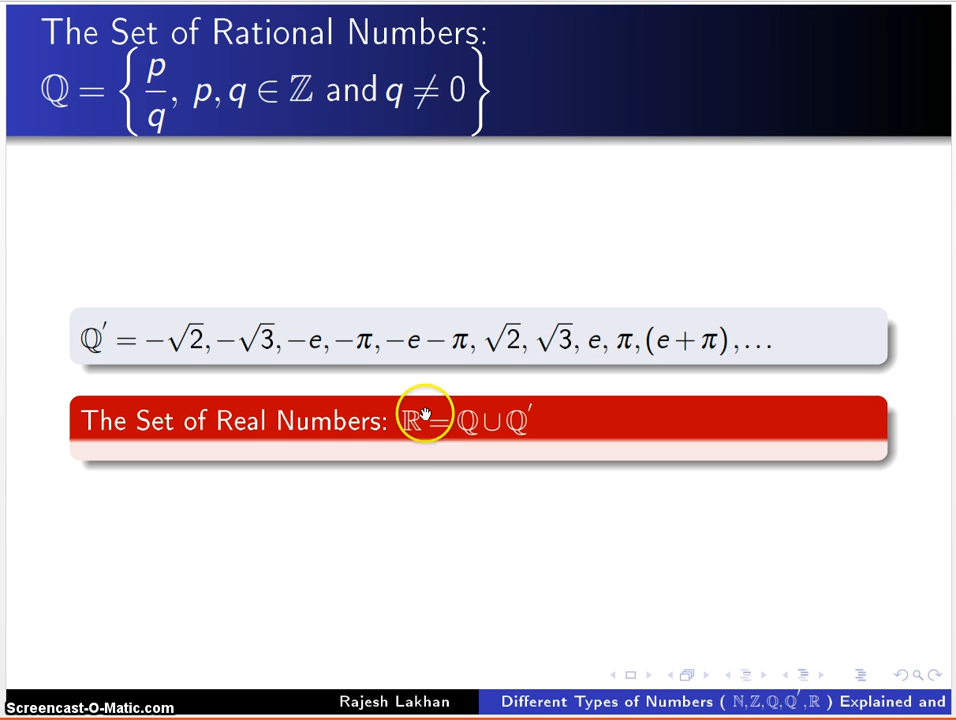 The Set of Rational Numbers:
ℚ = { p/q, p, q ∈ ℤ and q ≠ 0 }
ℚ′ = −√2, −√3, −e, −π, −e − π, √2, √3, e, π, (e + π), …
The Set of Real Numbers: ℝ = ℚ ∪ ℚ′
Rajesh Lakhan
Different Types of Numbers ( ℕ,ℤ,ℚ,ℚ′,ℝ ) Explained and
Screencast-O-Matic.com